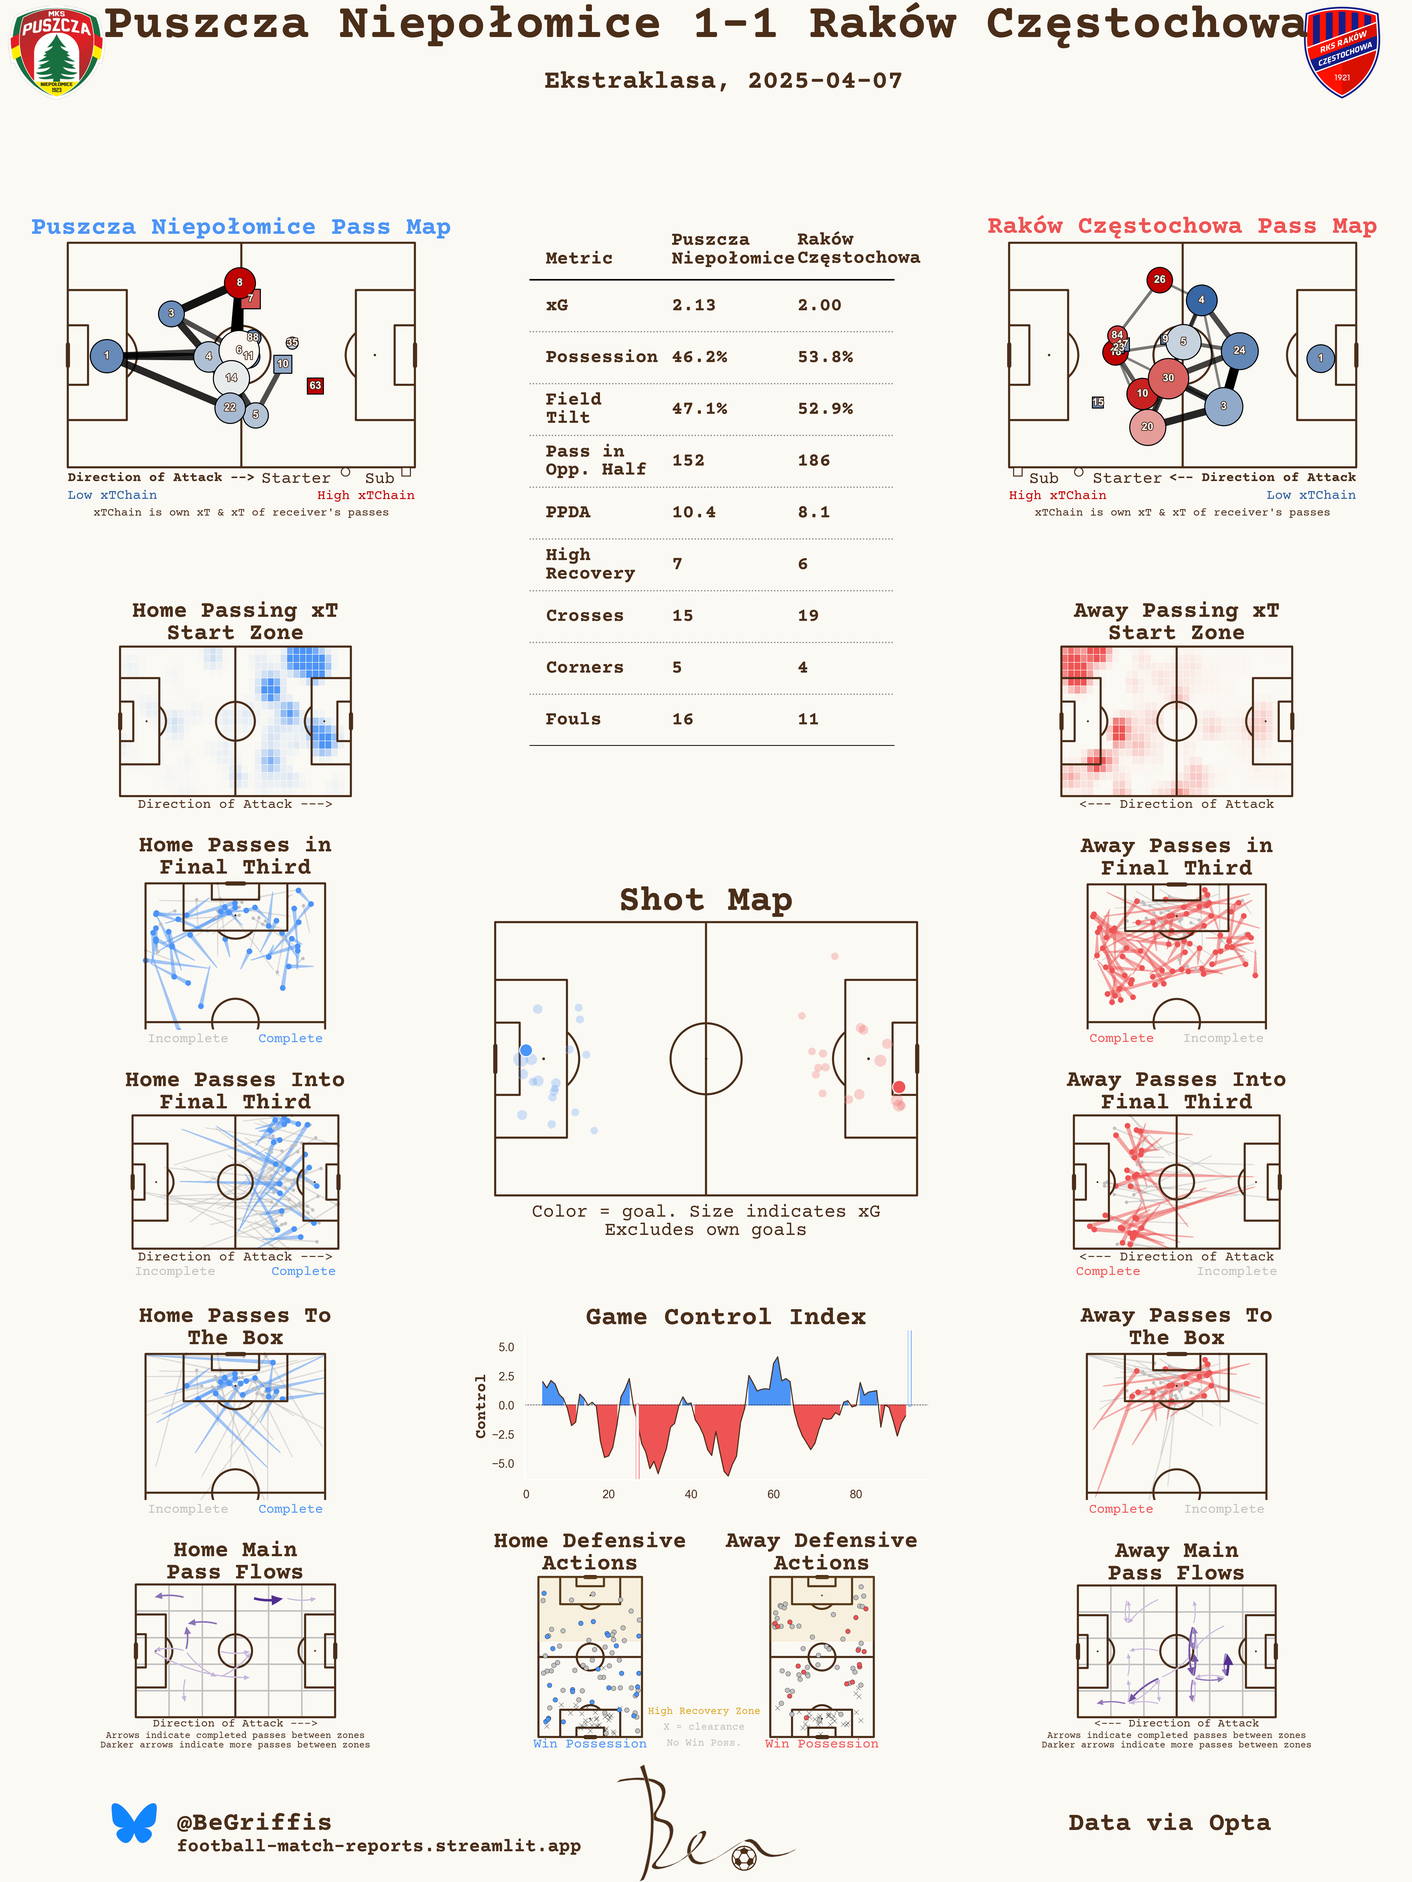 Puszcza Niepołomice 1-1 Raków Częstochowa
Ekstraklasa, 2025-04-07
MKS
PUSZCZA
NIEPOŁOMICE
1923
RKS RAKÓW
CZĘSTOCHOWA
1921
Puszcza Niepołomice Pass Map
8
7
3
88
35
1
4
6
11
10
14
63
22
5
Direction of Attack --> Starter Sub
Low xTChain High xTChain
xTChain is own xT & xT of receiver's passes
Metric Puszcza Niepołomice Raków Częstochowa
xG 2.13 2.00
Possession 46.2% 53.8%
Field Tilt 47.1% 52.9%
Pass in Opp. Half 152 186
PPDA 10.4 8.1
High Recovery 7 6
Crosses 15 19
Corners 5 4
Fouls 16 11
Raków Częstochowa Pass Map
26
4
84
9
5
24
1
30
10
15
3
20
Sub Starter <-- Direction of Attack
High xTChain Low xTChain
xTChain is own xT & xT of receiver's passes
Home Passing xT
Start Zone
Direction of Attack --->
Away Passing xT
Start Zone
<--- Direction of Attack
Home Passes in
Final Third
Incomplete Complete
Away Passes in
Final Third
Complete Incomplete
Shot Map
Color = goal. Size indicates xG
Excludes own goals
Home Passes Into
Final Third
Direction of Attack --->
Incomplete Complete
Away Passes Into
Final Third
<--- Direction of Attack
Complete Incomplete
Home Passes To
The Box
Incomplete Complete
Game Control Index
Control
5.0
2.5
0.0
−2.5
−5.0
0 20 40 60 80
Away Passes To
The Box
Complete Incomplete
Home Main
Pass Flows
Direction of Attack --->
Arrows indicate completed passes between zones
Darker arrows indicate more passes between zones
Home Defensive
Actions
Win Possession
High Recovery Zone
X = clearance
No Win Poss.
Away Defensive
Actions
Win Possession
Away Main
Pass Flows
<--- Direction of Attack
Arrows indicate completed passes between zones
Darker arrows indicate more passes between zones
@BeGriffis
football-match-reports.streamlit.app
Ben
Data via Opta